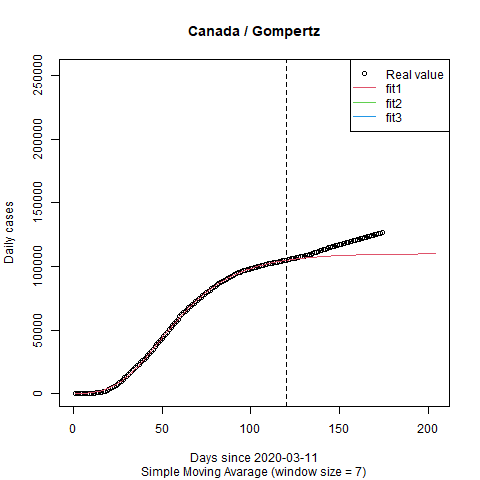 Canada / Gompertz
250000
200000
150000
100000
50000
0
Daily cases
Real value
fit1
fit2
fit3
0 50 100 150 200
Days since 2020-03-11
Simple Moving Avarage (window size = 7)